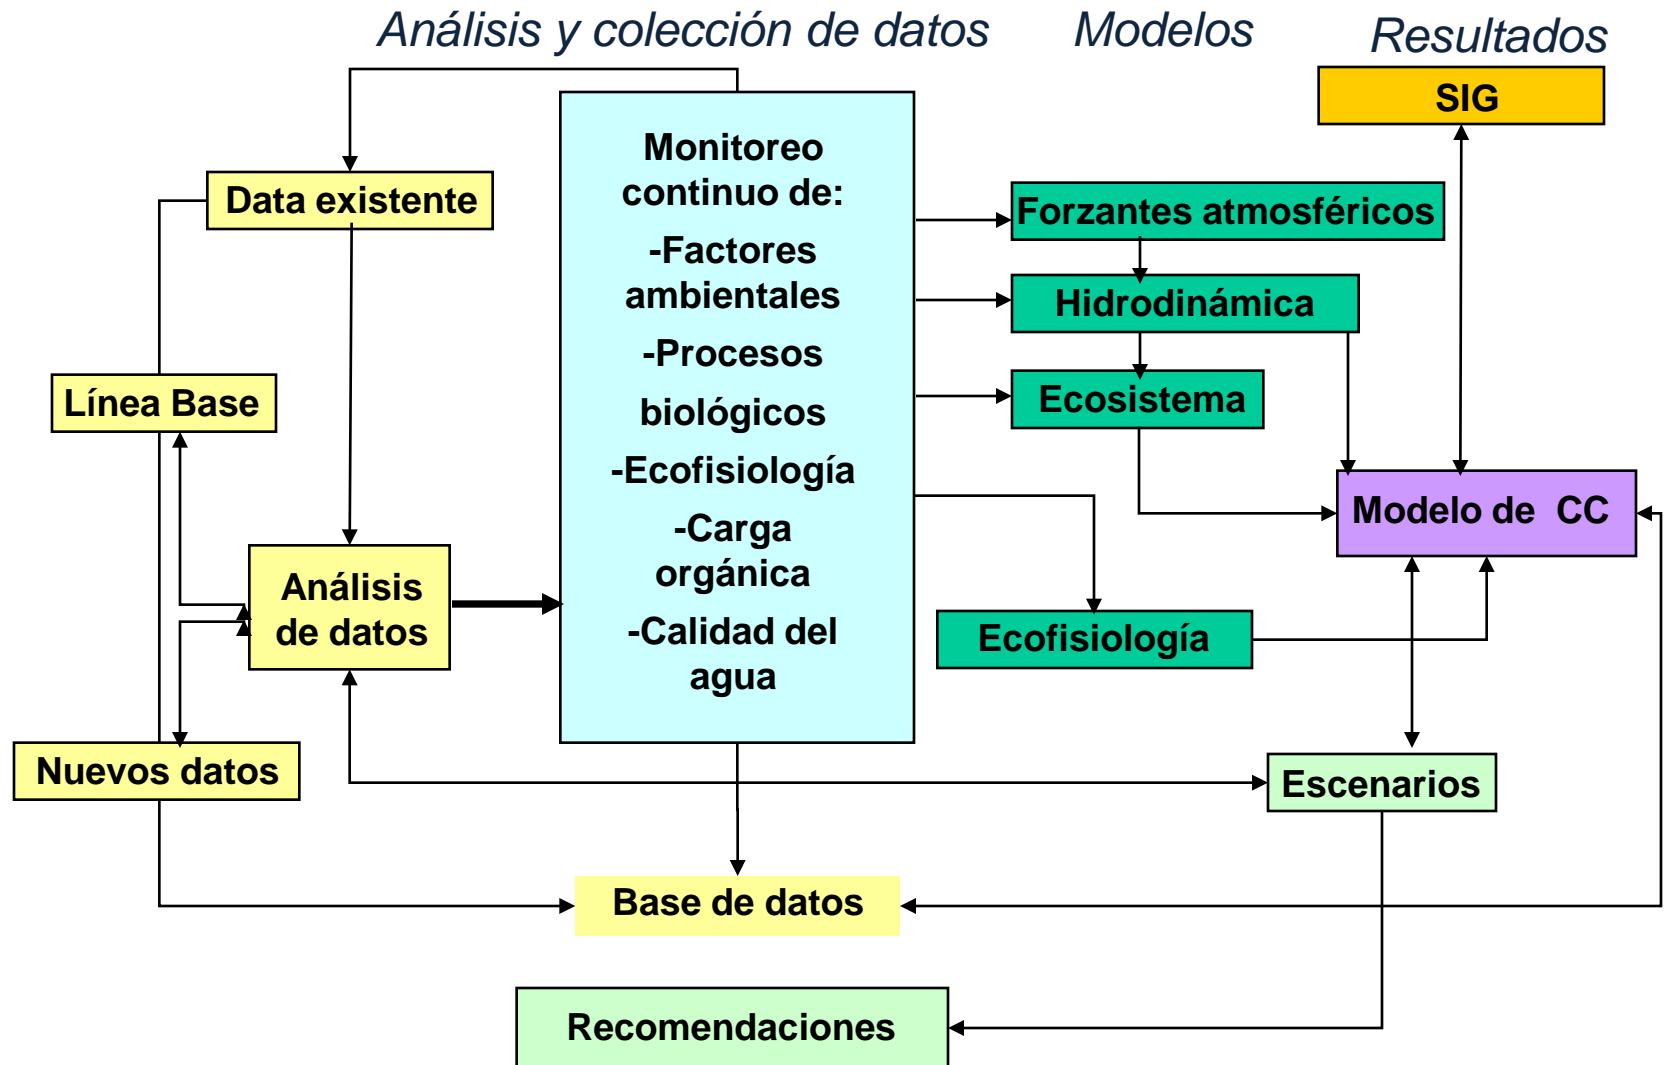 Análisis y colección de datos
Modelos
Resultados
SIG
Monitoreo
continuo de:
-Factores
ambientales
-Procesos
biológicos
-Ecofisiología
-Carga
orgánica
-Calidad del
agua
Data existente
Línea Base
Análisis
de datos
Nuevos datos
Forzantes atmosféricos
Hidrodinámica
Ecosistema
Modelo de  CC
Ecofisiología
Escenarios
Base de datos
Recomendaciones